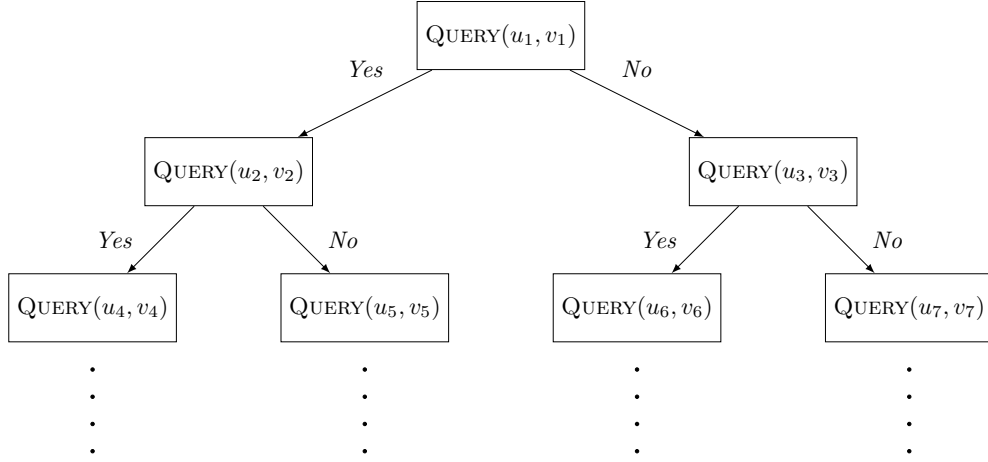 QUERY(u₁, v₁)
Yes No
QUERY(u₂, v₂) QUERY(u₃, v₃)
Yes No Yes No
QUERY(u₄, v₄) QUERY(u₅, v₅) QUERY(u₆, v₆) QUERY(u₇, v₇)